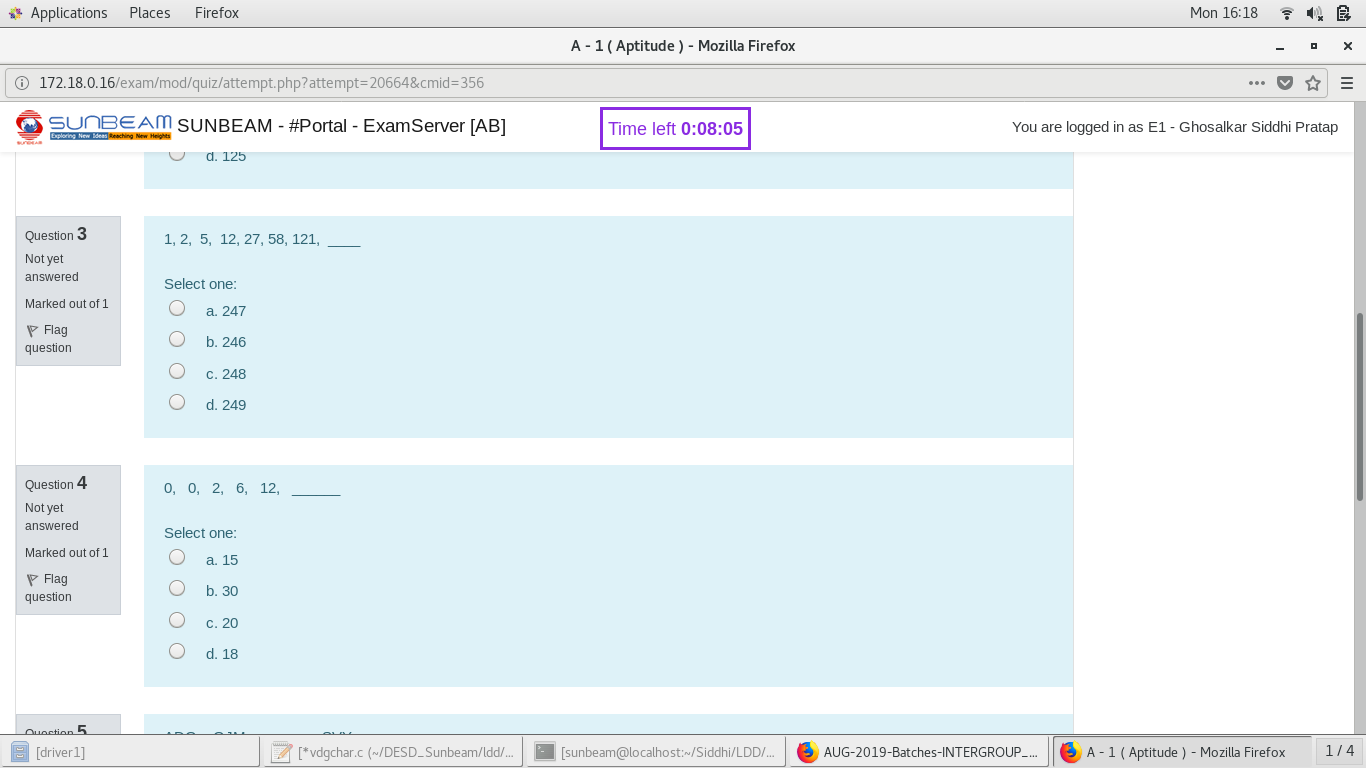 Applications Places Firefox Mon 16:18
A - 1 ( Aptitude ) - Mozilla Firefox
172.18.0.16/exam/mod/quiz/attempt.php?attempt=20664&cmid=356
SUNBEAM
Exploring New Ideas Reaching New Heights
SUNBEAM
SUNBEAM - #Portal - ExamServer [AB]
Time left 0:08:05
You are logged in as E1 - Ghosalkar Siddhi Pratap
d. 125
Question 3
Not yet
answered
Marked out of 1
Flag
question
1, 2, 5, 12, 27, 58, 121, ____
Select one:
a. 247
b. 246
c. 248
d. 249
Question 4
Not yet
answered
Marked out of 1
Flag
question
0, 0, 2, 6, 12, ______
Select one:
a. 15
b. 30
c. 20
d. 18
Question 5
[driver1]
[*vdgchar.c (~/DESD_Sunbeam/ldd/...
[sunbeam@localhost:~/Siddhi/LDD/...
AUG-2019-Batches-INTERGROUP_...
A - 1 ( Aptitude ) - Mozilla Firefox
1 / 4